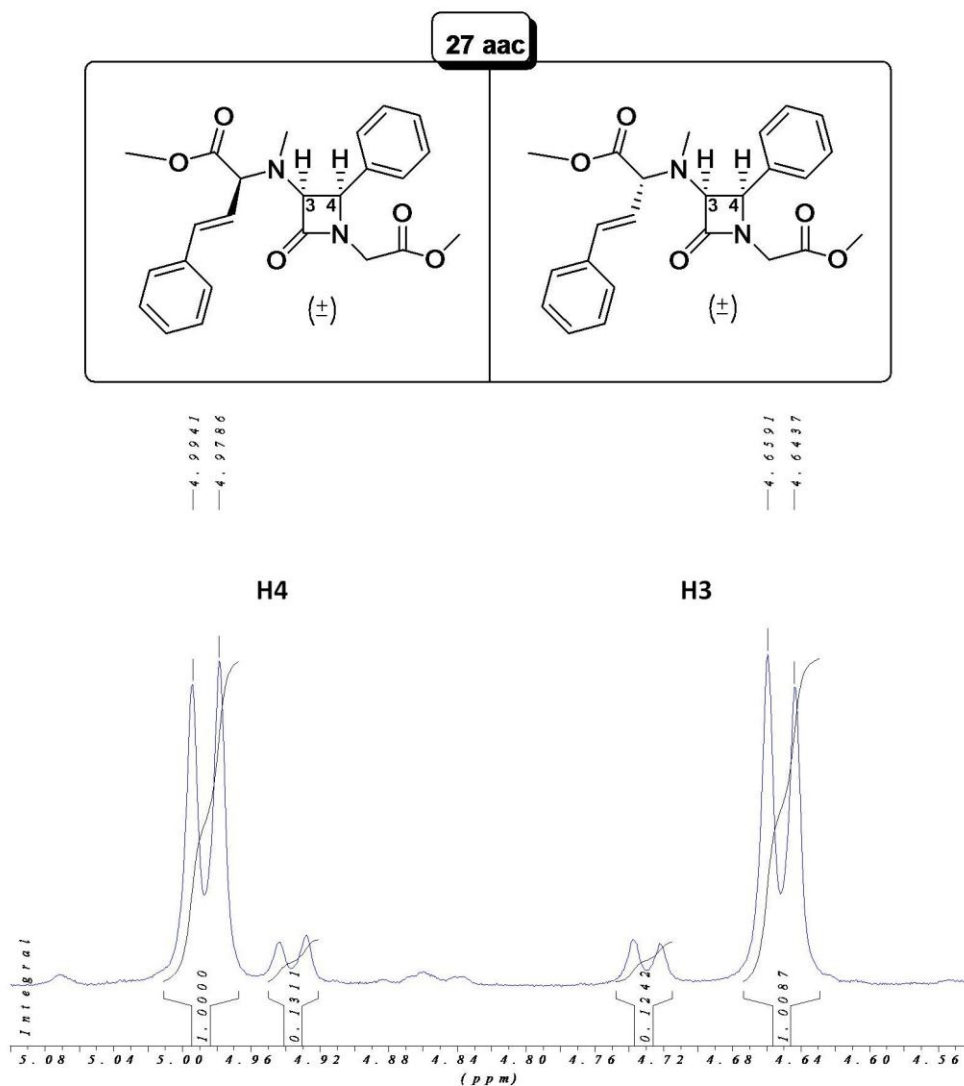 27 aac
O O N H H O O N O O 3 4
(±)
O O N H H O O N O O 3 4
(±)
4.9941
4.9786
4.6591
4.6437
H4
H3
Integral
1.0000
0.1311
0.1242
1.0087
5.08 5.04 5.00 4.96 4.92 4.88 4.84 4.80 4.76 4.72 4.68 4.64 4.60 4.56
(ppm)